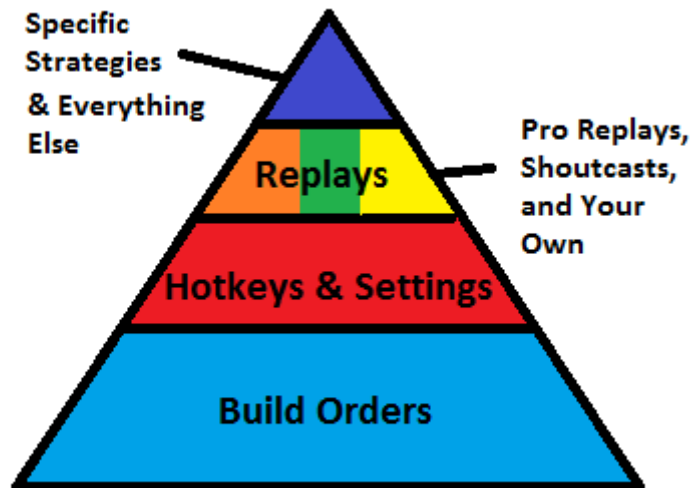 Specific
Strategies
& Everything
Else
Pro Replays,
Shoutcasts,
and Your
Own
Replays
Hotkeys & Settings
Build Orders